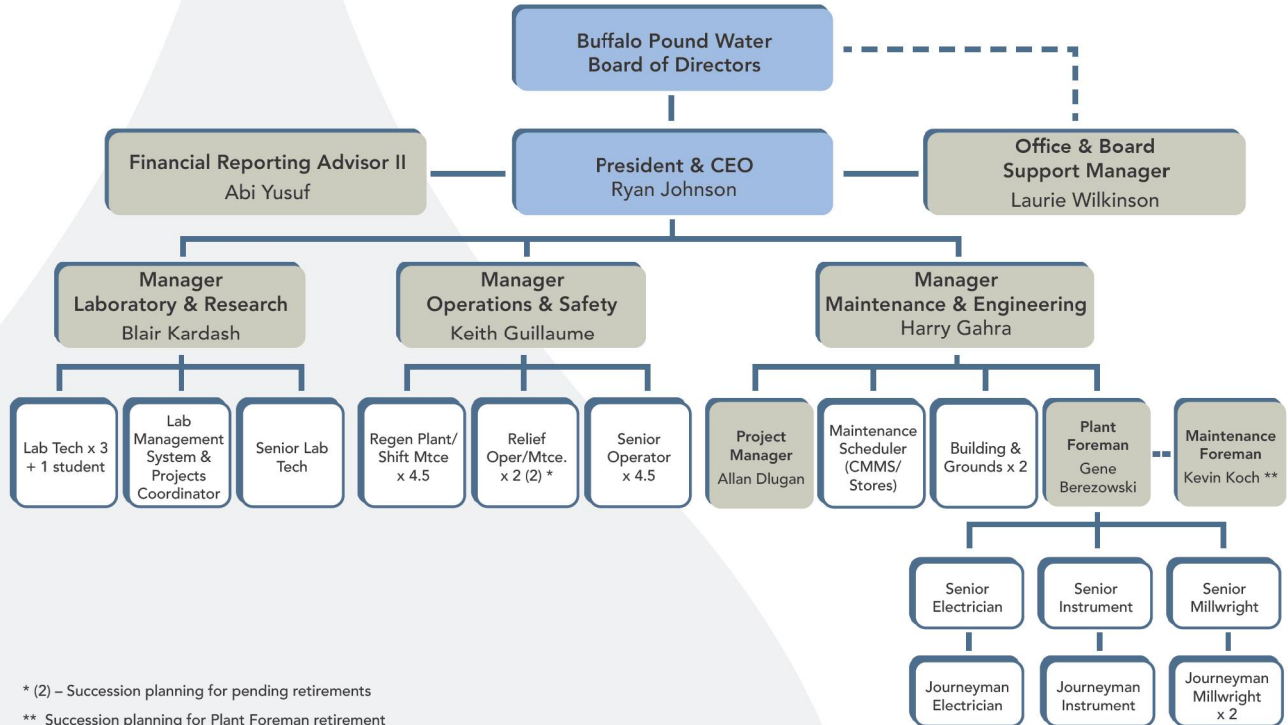 Buffalo Pound Water
Board of Directors
Financial Reporting Advisor II
Abi Yusuf
President & CEO
Ryan Johnson
Office & Board
Support Manager
Laurie Wilkinson
Manager
Laboratory & Research
Blair Kardash
Manager
Operations & Safety
Keith Guillaume
Manager
Maintenance & Engineering
Harry Gahra
Lab Tech x 3
+ 1 student
Lab
Management
System &
Projects
Coordinator
Senior Lab
Tech
Regen Plant/
Shift Mtce
x 4.5
Relief
Oper/Mtce.
x 2 (2) *
Senior
Operator
x 4.5
Project
Manager
Allan Dlugan
Maintenance
Scheduler
(CMMS/
Stores)
Building &
Grounds x 2
Plant
Foreman
Gene
Berezowski
Maintenance
Foreman
Kevin Koch **
Senior
Electrician
Senior
Instrument
Senior
Millwright
Journeyman
Electrician
Journeyman
Instrument
Journeyman
Millwright
x 2
* (2) – Succession planning for pending retirements
** Succession planning for Plant Foreman retirement